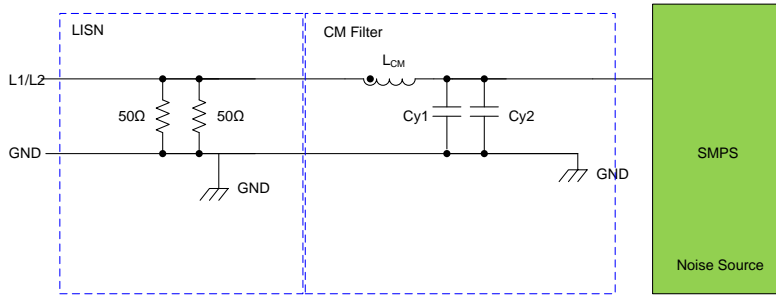 LISN
CM Filter
LCM
L1/L2
50Ω
50Ω
Cy1
Cy2
GND
GND
GND
SMPS
Noise Source